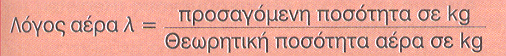 Λόγος αέρα λ = προσαγόμενη ποσότητα σε kg
Θεωρητική ποσότητα αέρα σε kg